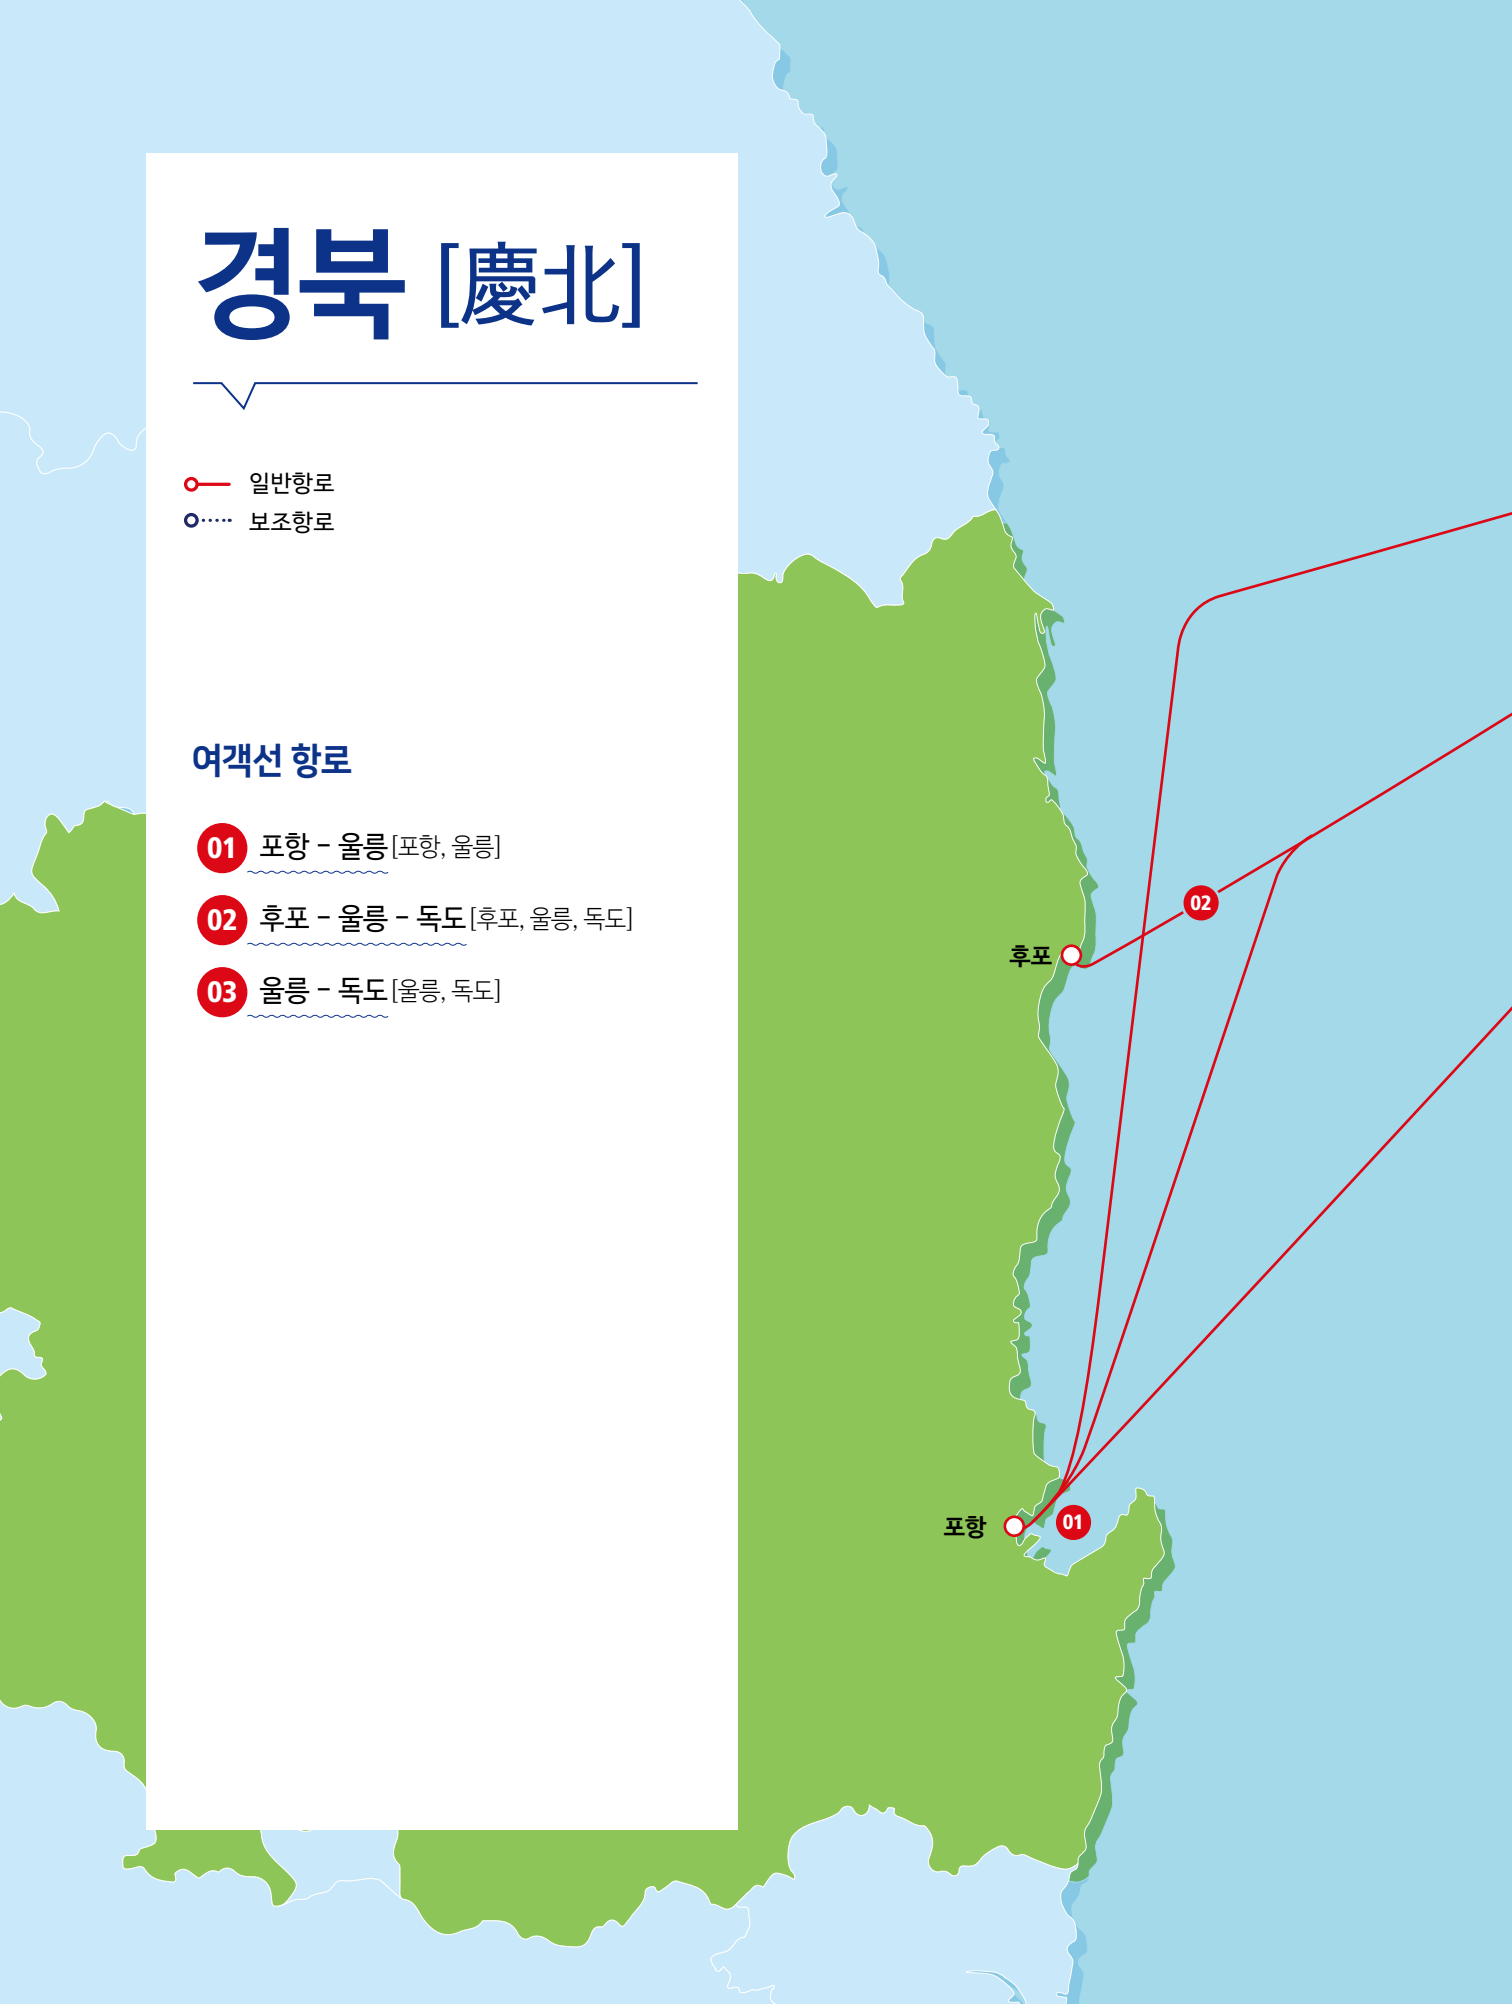 경북 [慶北]
일반항로
보조항로
여객선 항로
01 포항 - 울릉 [포항, 울릉]
02 후포 - 울릉 - 독도 [후포, 울릉, 독도]
03 울릉 - 독도 [울릉, 독도]
02
후포
포항
01